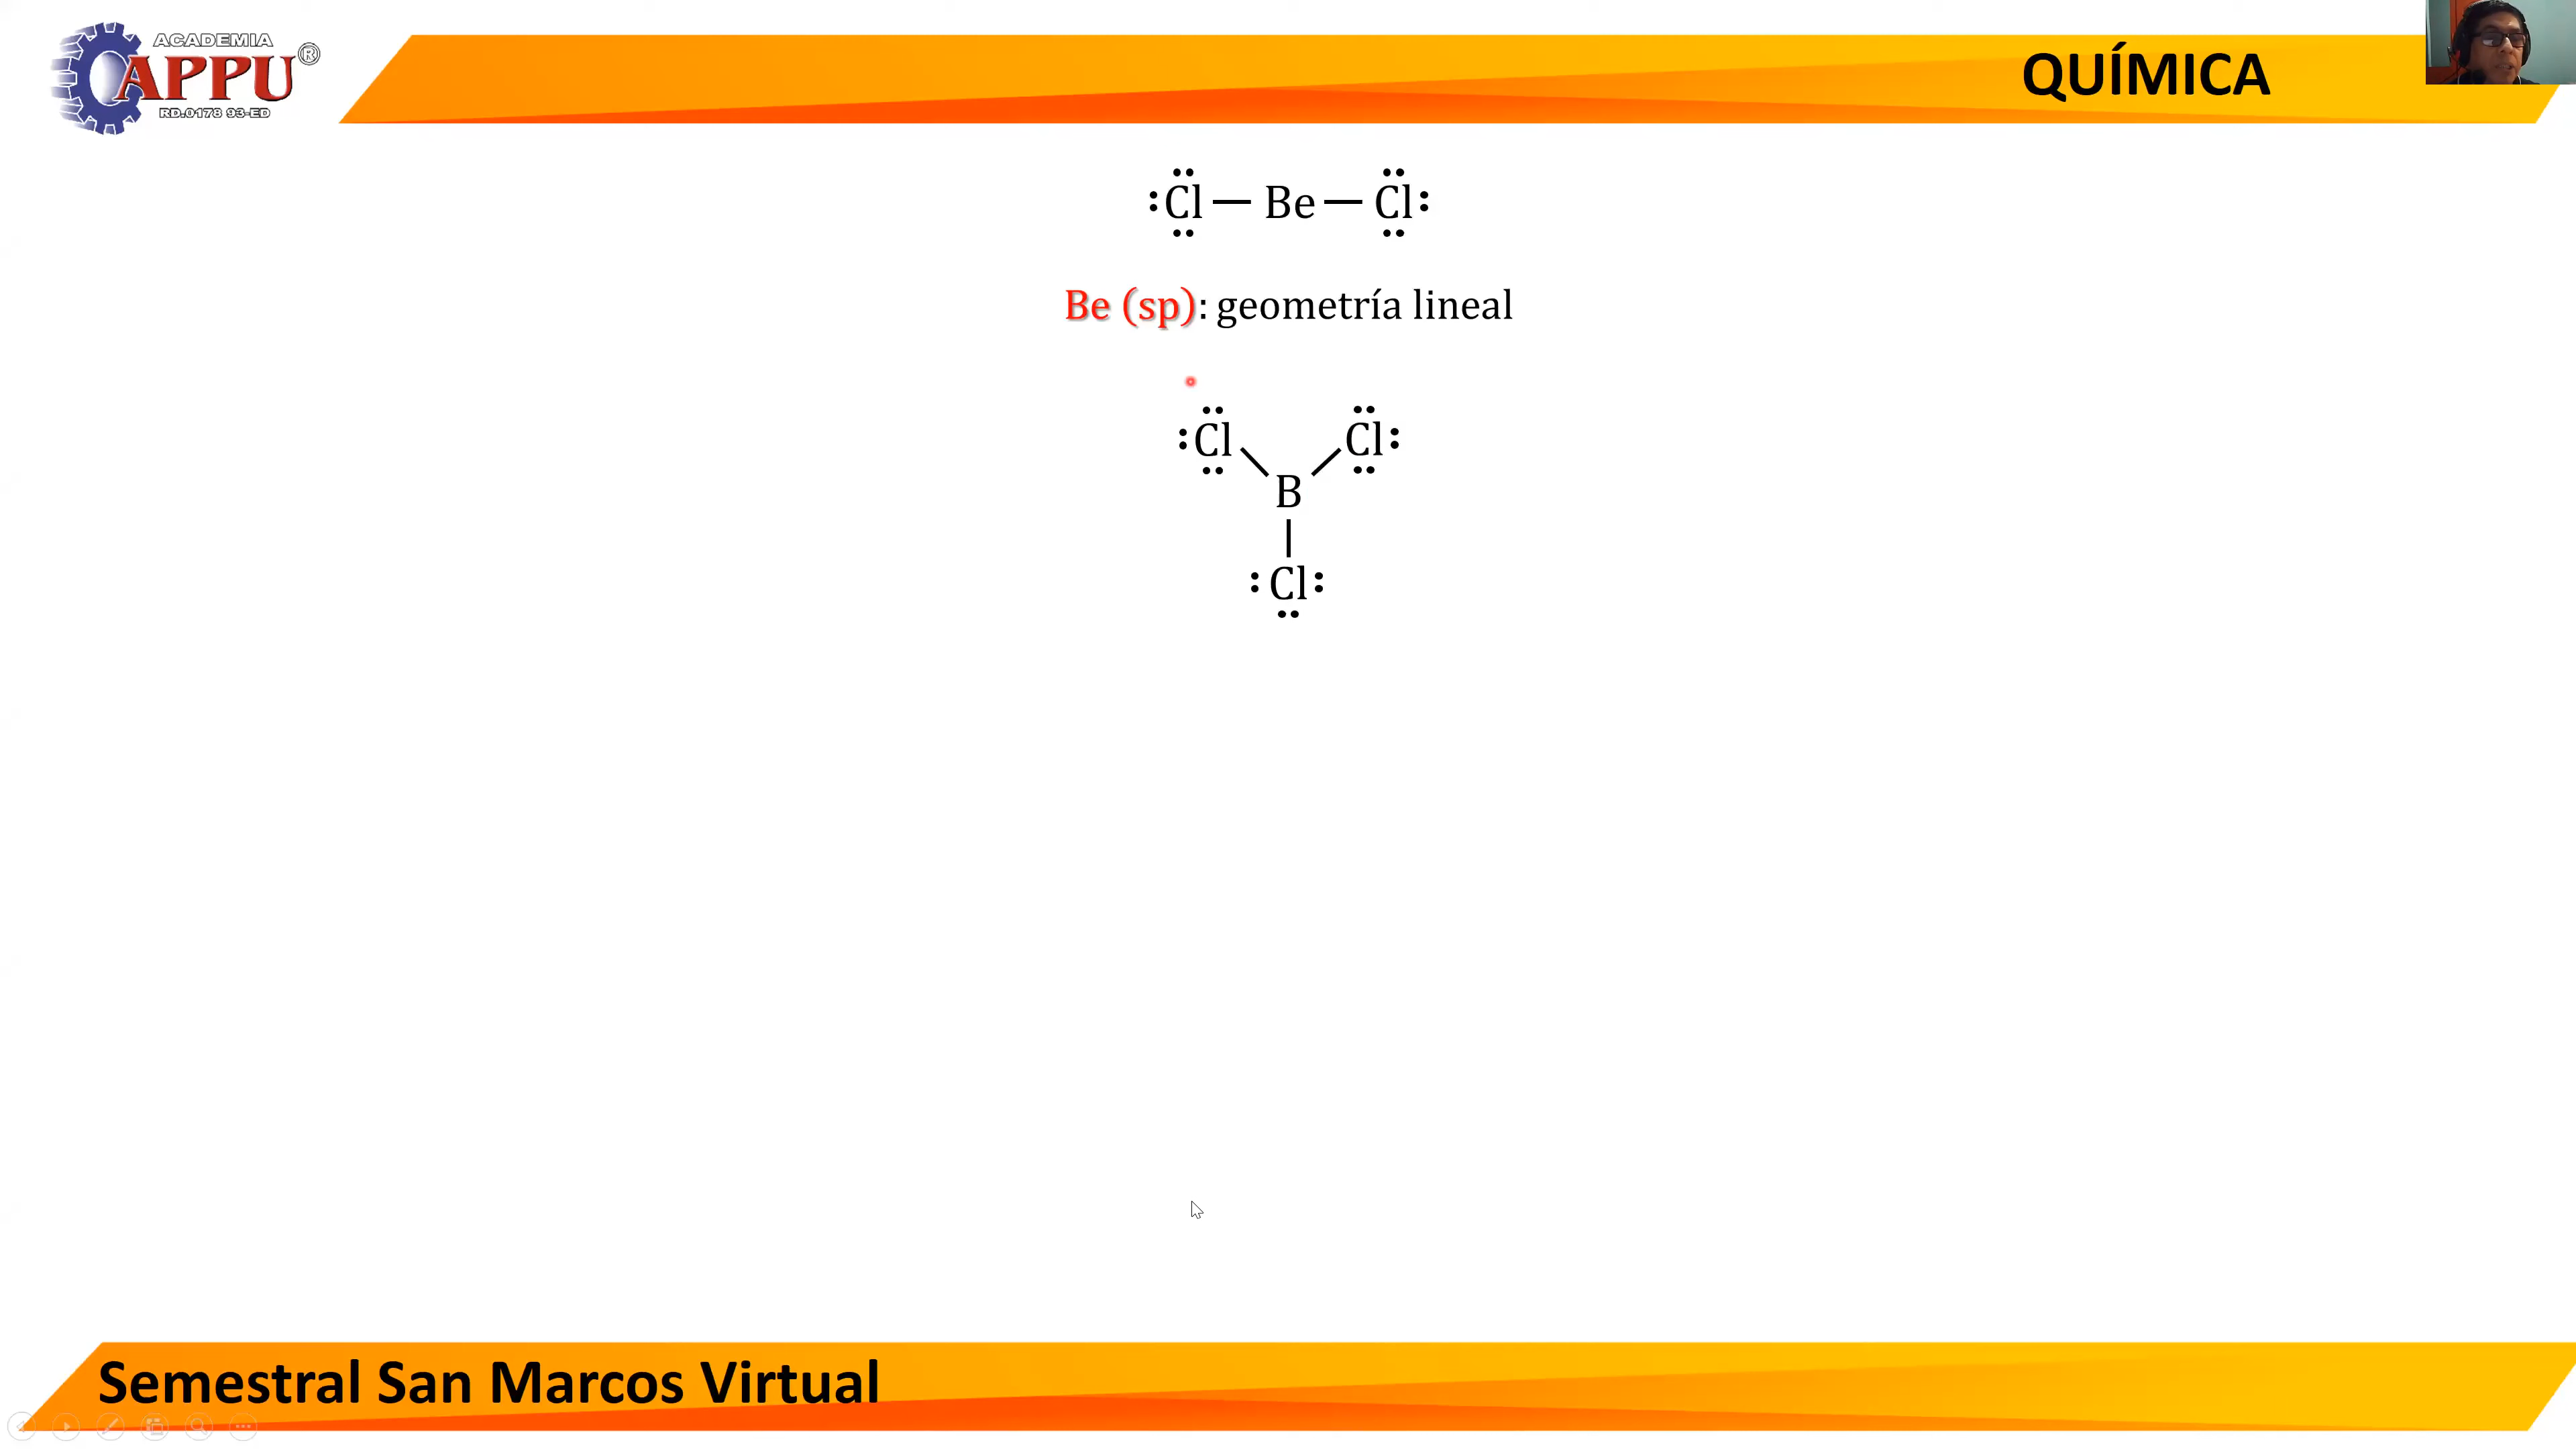 ACADEMIA
APPU®
RD.0178 93-ED
QUÍMICA
:Cl — Be — Cl:
Be (sp): geometría lineal
:Cl Cl:
B
:Cl:
Semestral San Marcos Virtual